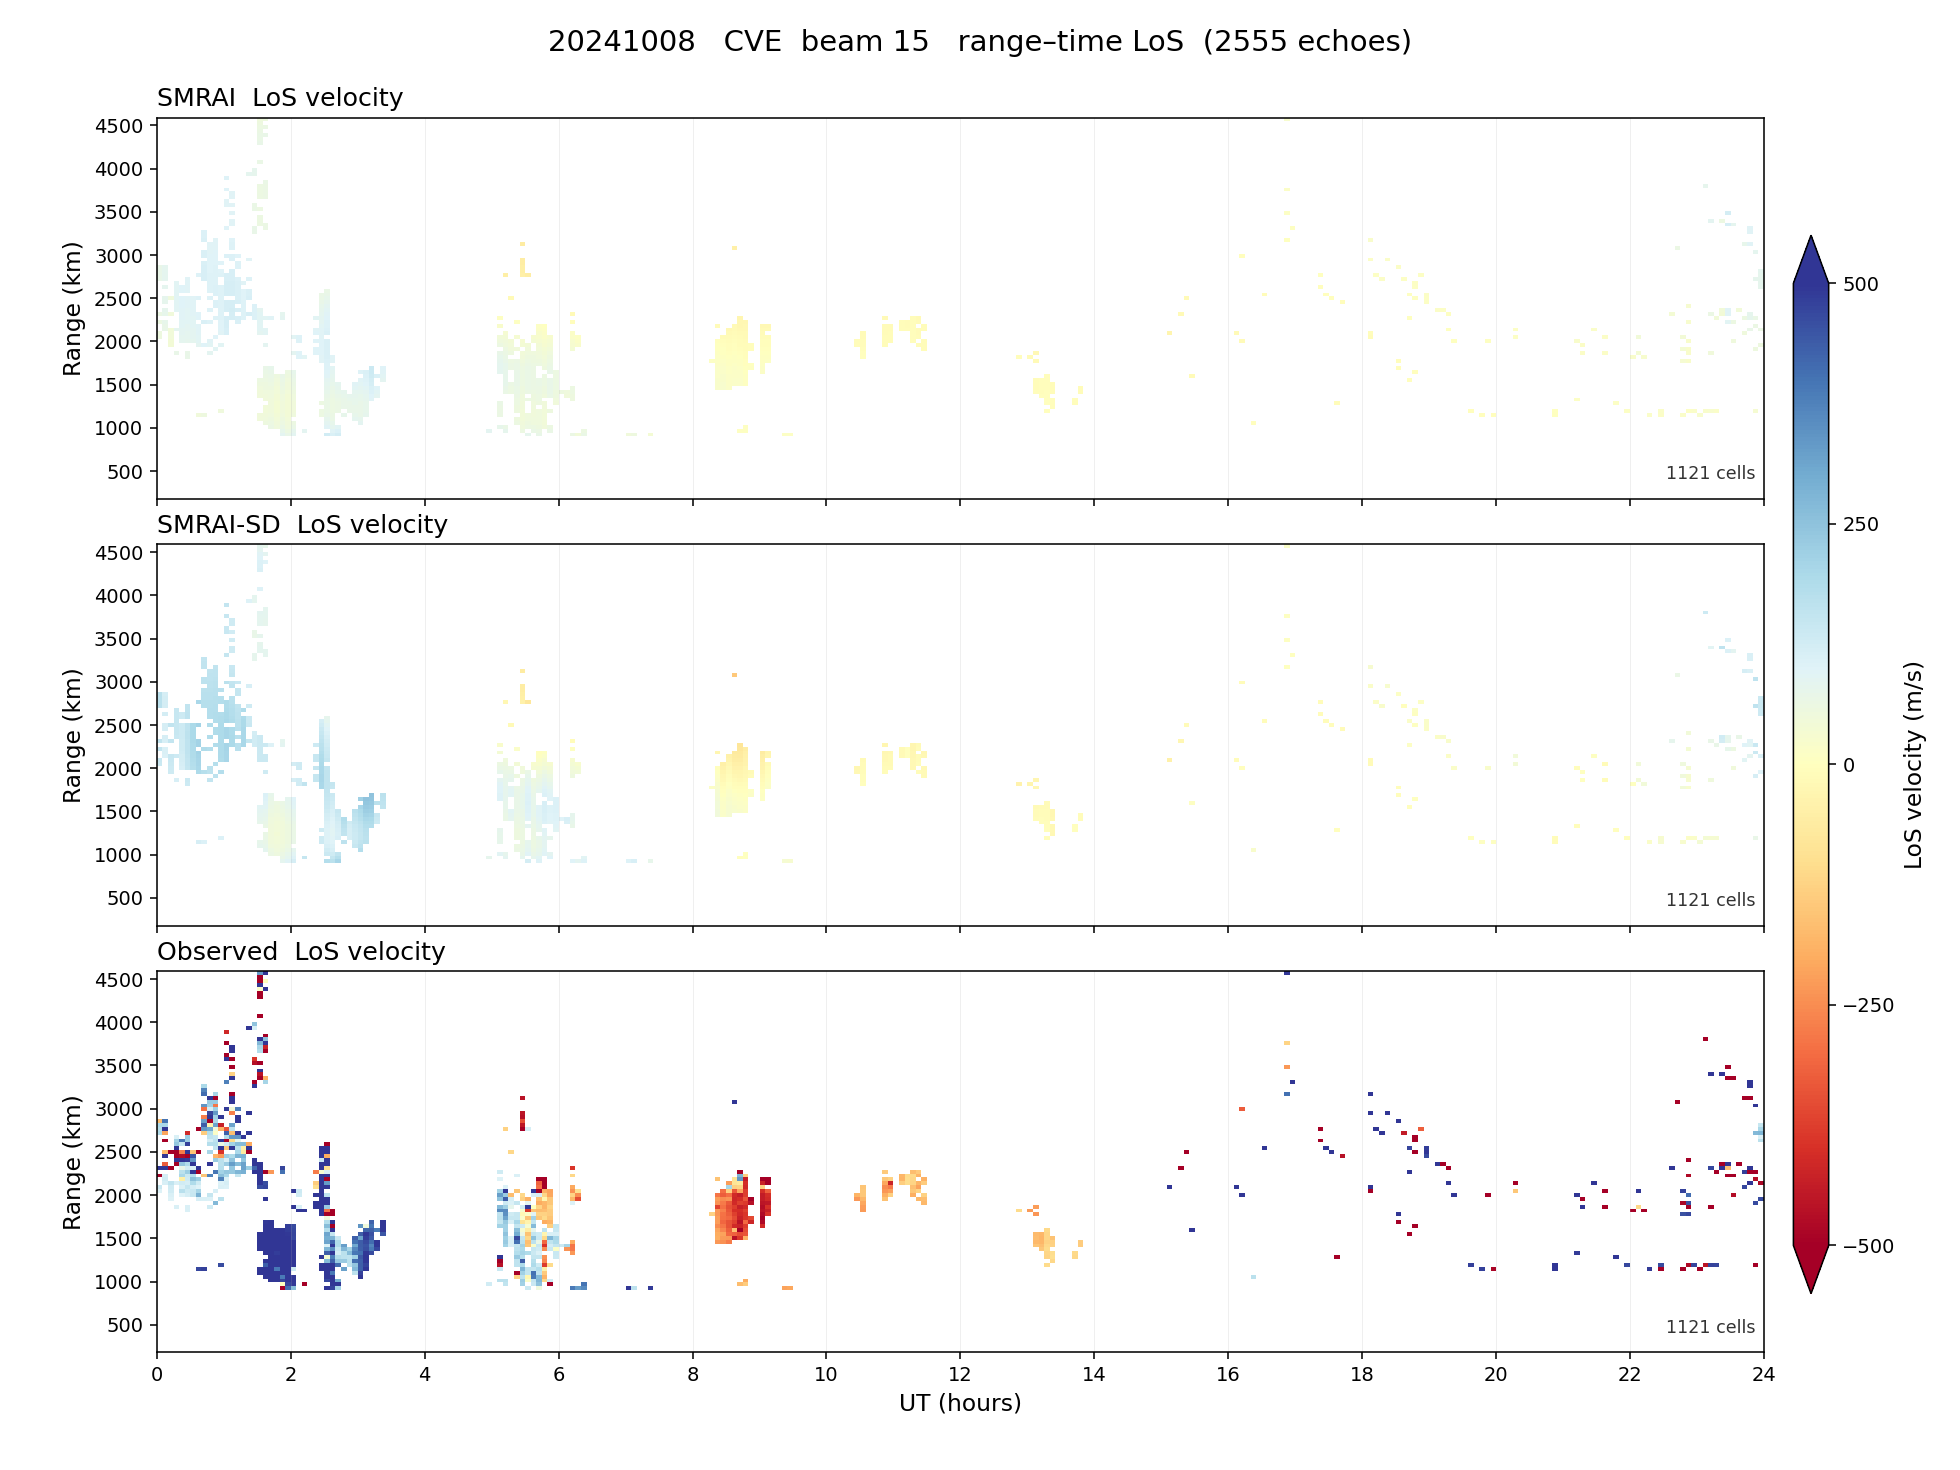 20241008   CVE  beam 15   range–time LoS  (2555 echoes)
SMRAI  LoS velocity
4500
4000
3500
3000
2500
2000
1500
1000
500
Range (km)
1121 cells
SMRAI-SD  LoS velocity
4500
4000
3500
3000
2500
2000
1500
1000
500
Range (km)
1121 cells
Observed  LoS velocity
4500
4000
3500
3000
2500
2000
1500
1000
500
Range (km)
1121 cells
0 2 4 6 8 10 12 14 16 18 20 22 24
UT (hours)
500
250
0
−250
−500
LoS velocity (m/s)